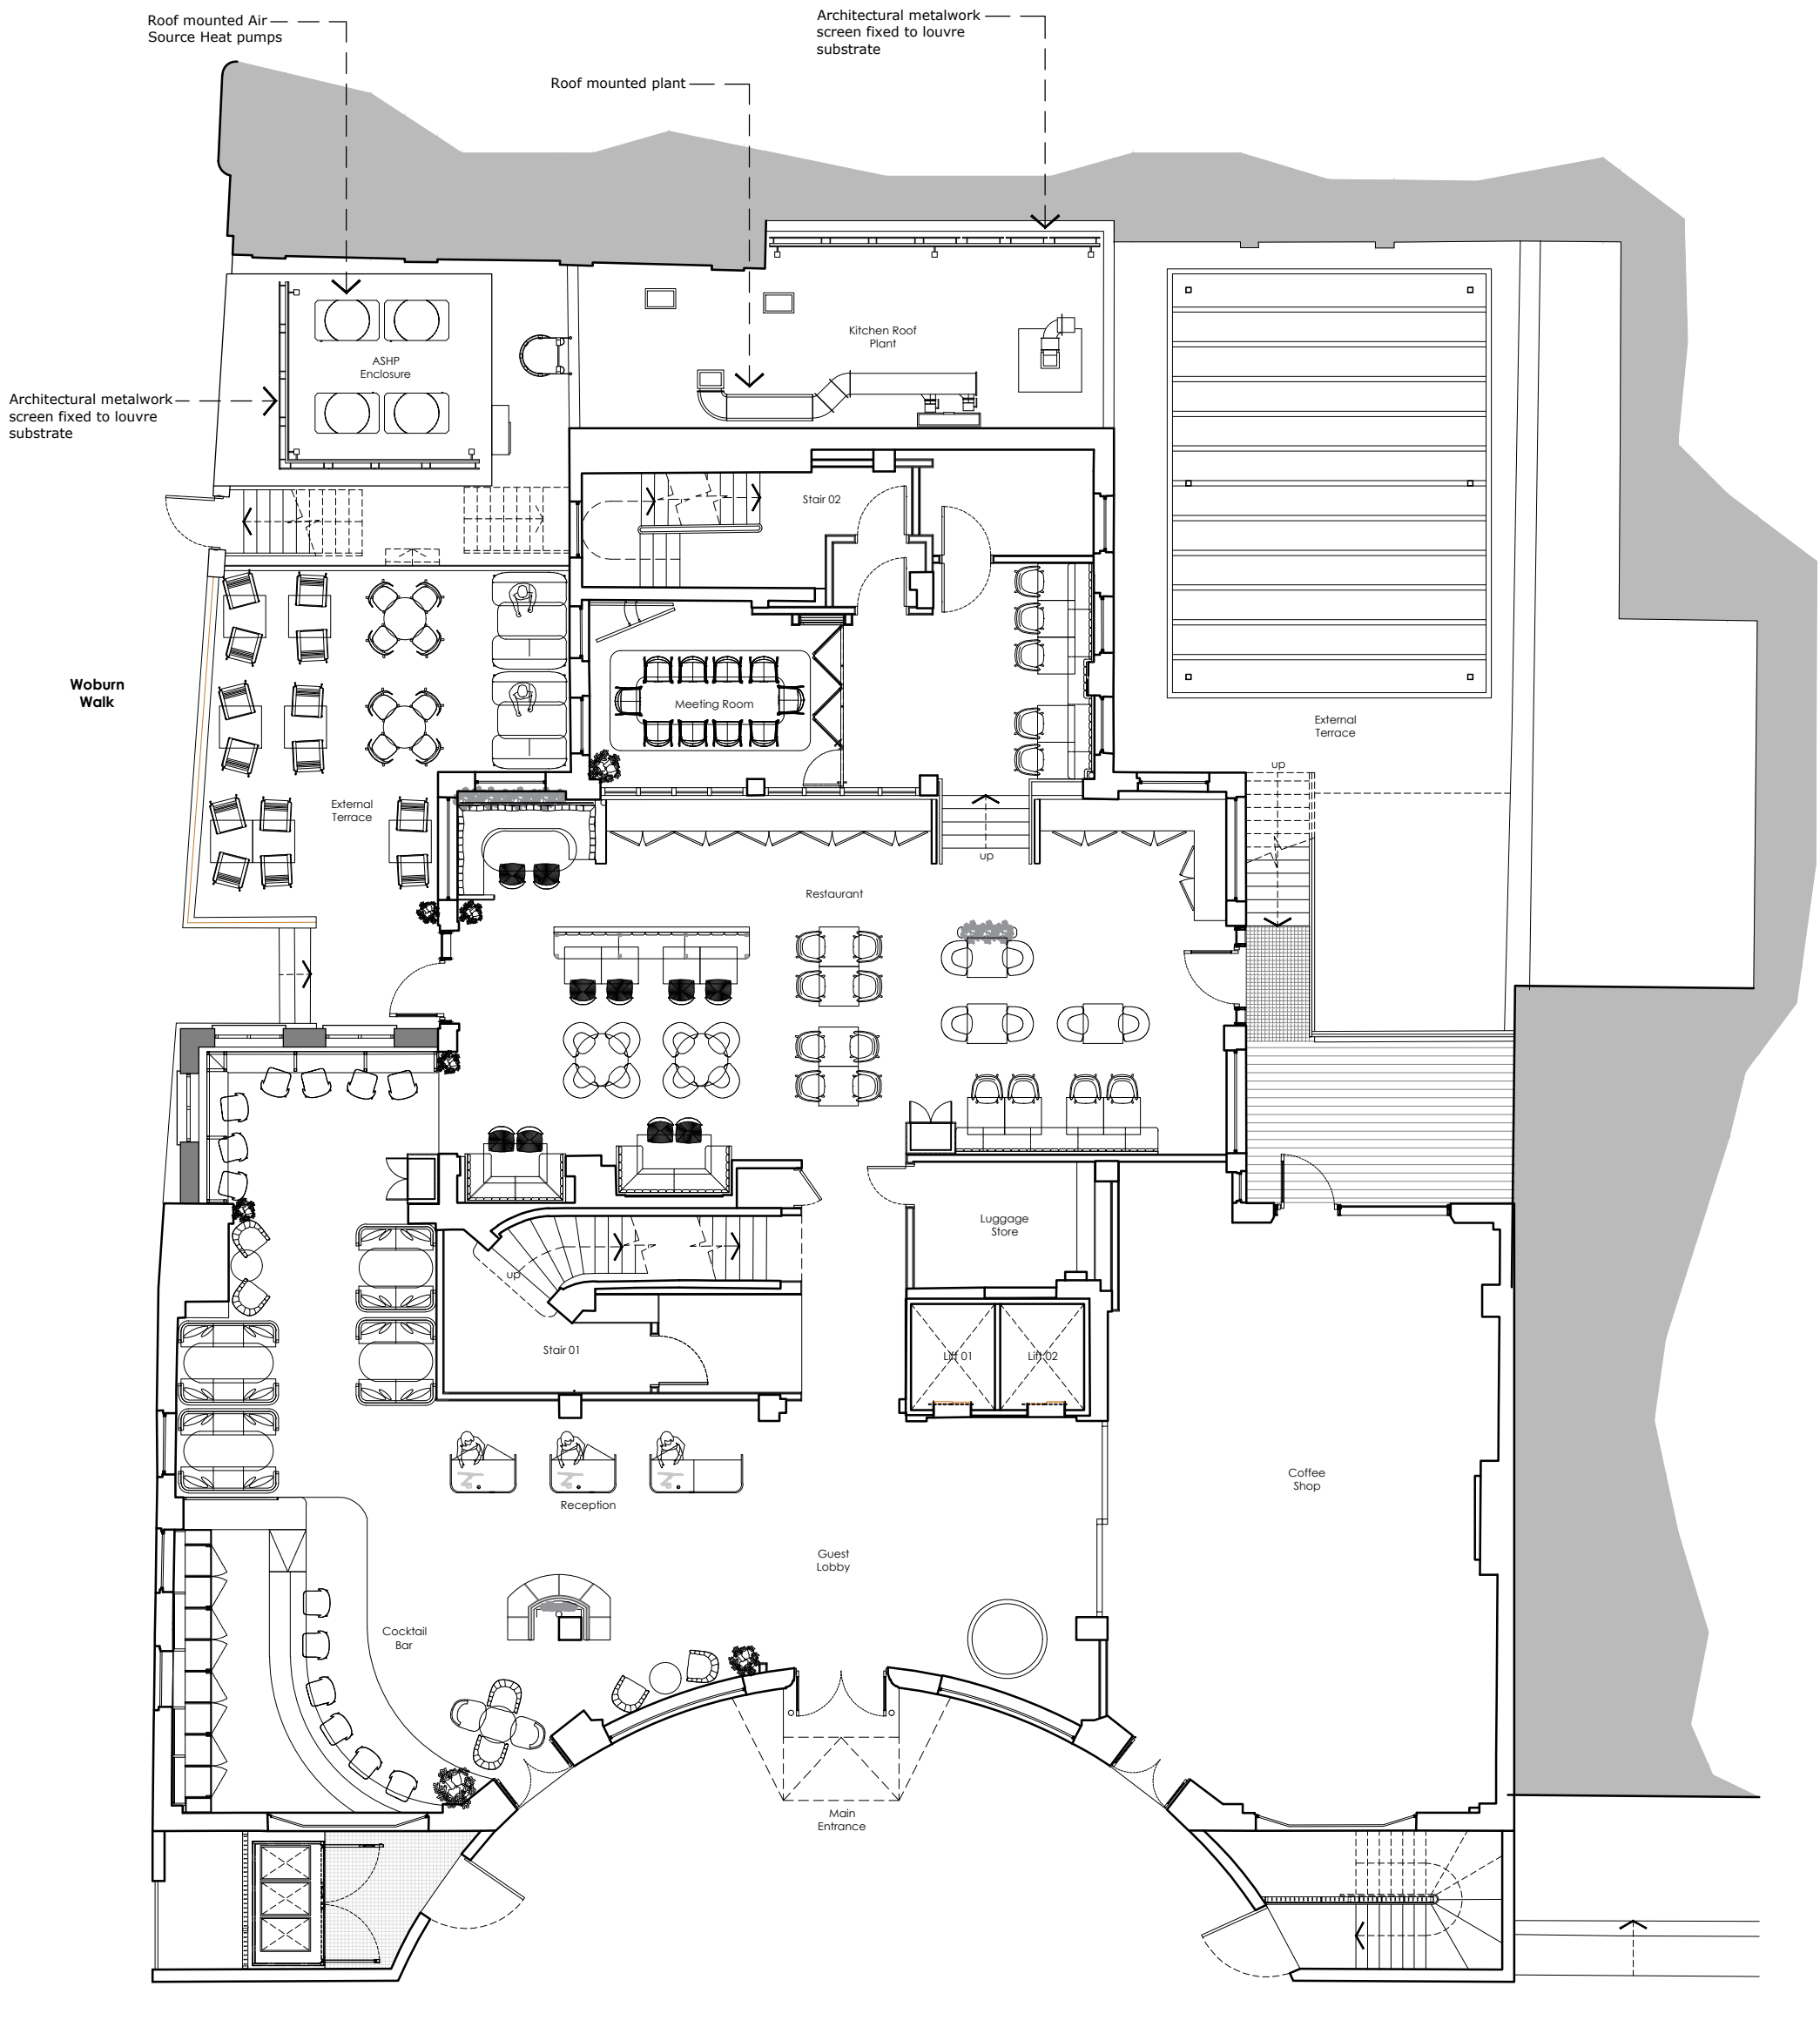 Roof mounted Air
Source Heat pumps
Architectural metalwork
screen fixed to louvre
substrate
Roof mounted plant
Kitchen Roof
Plant
ASHP
Enclosure
Architectural metalwork
screen fixed to louvre
substrate
Stair 02
Woburn
Walk
Meeting Room
External
Terrace
up
External
Terrace
up
Restaurant
Luggage
Store
up
Stair 01
Lift 01
Lift 02
Coffee
Shop
Reception
Guest
Lobby
Cocktail
Bar
Main
Entrance